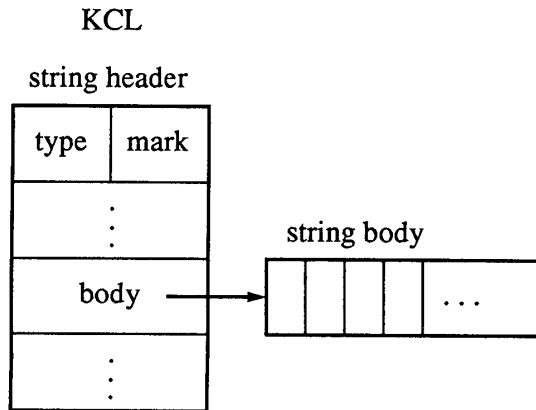 KCL
string header
type mark
⋮
string body
body
...
⋮